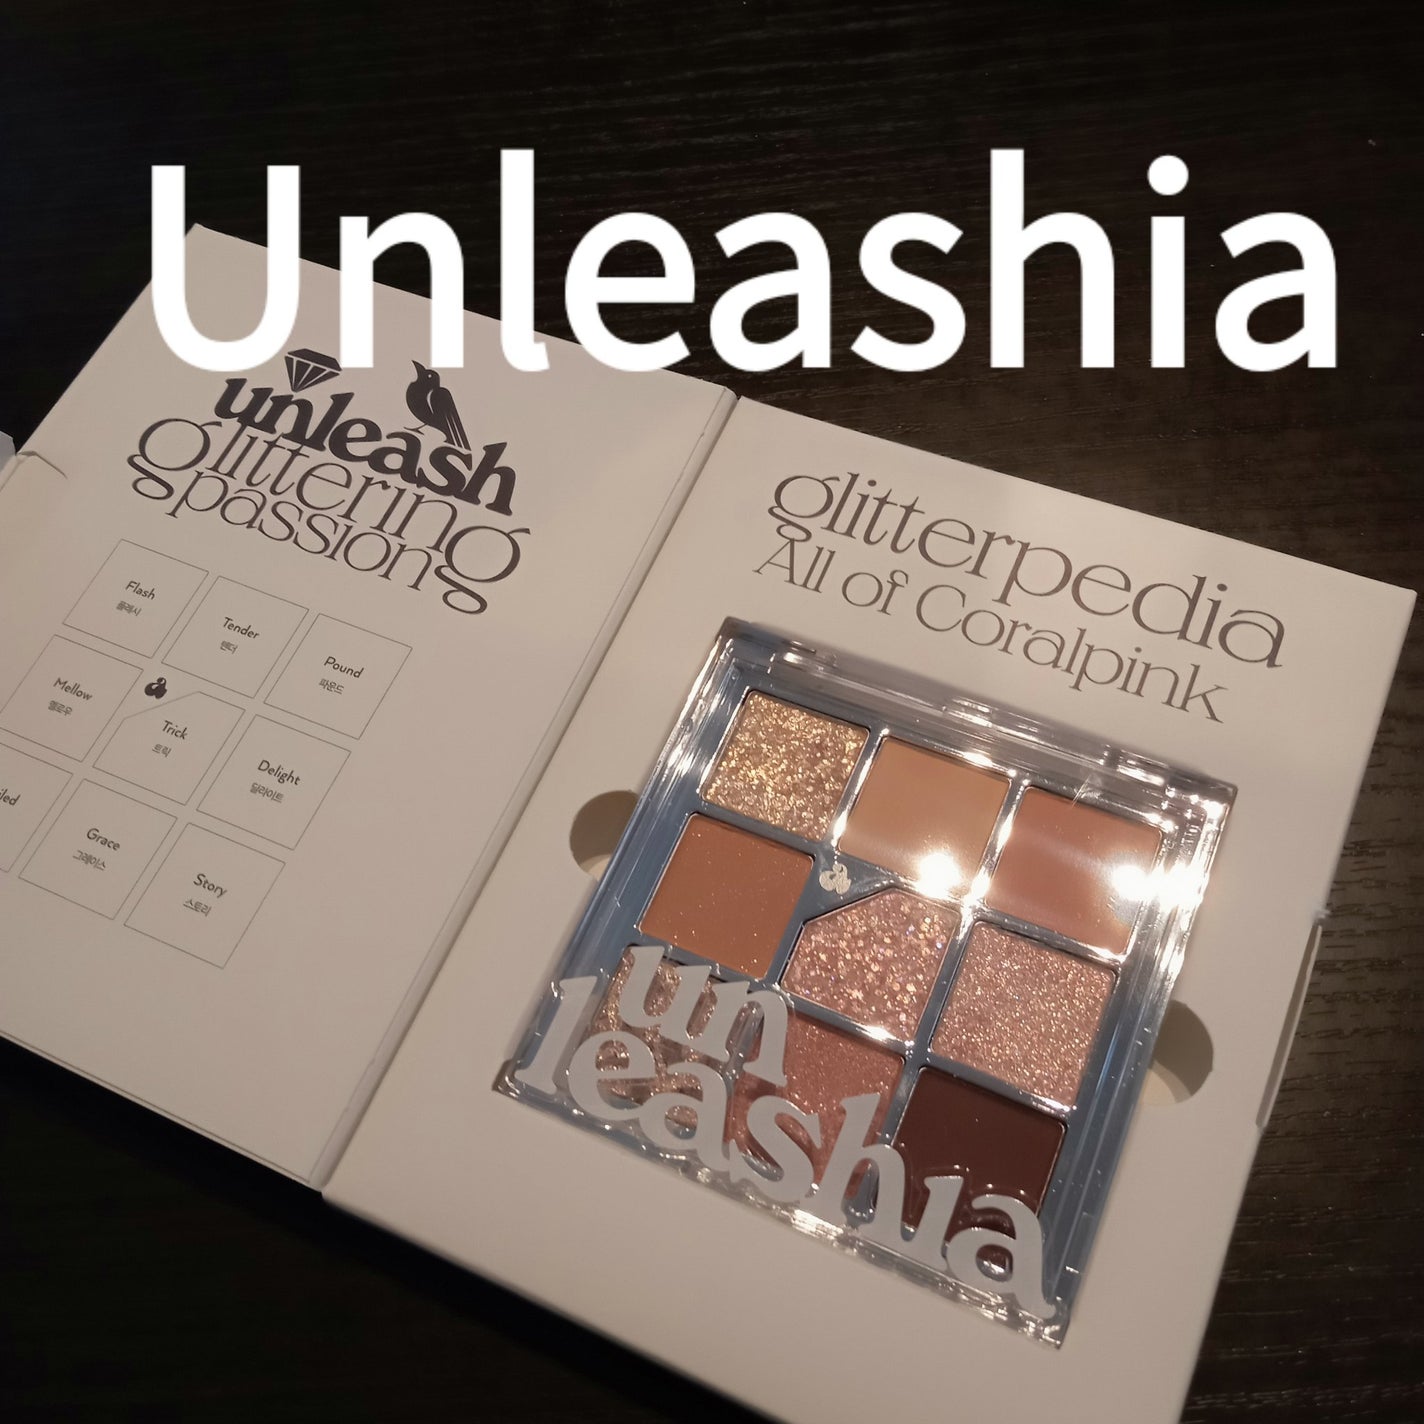 Unleashia
unleash
glittering
passion
Flash
플래시
Tender
텐더
Pound
파운드
Mellow
멜로우
Trick
트릭
Delight
딜라이트
Grace
그레이스
Story
스토리
glitterpedia
All of Coralpink
un
leashia